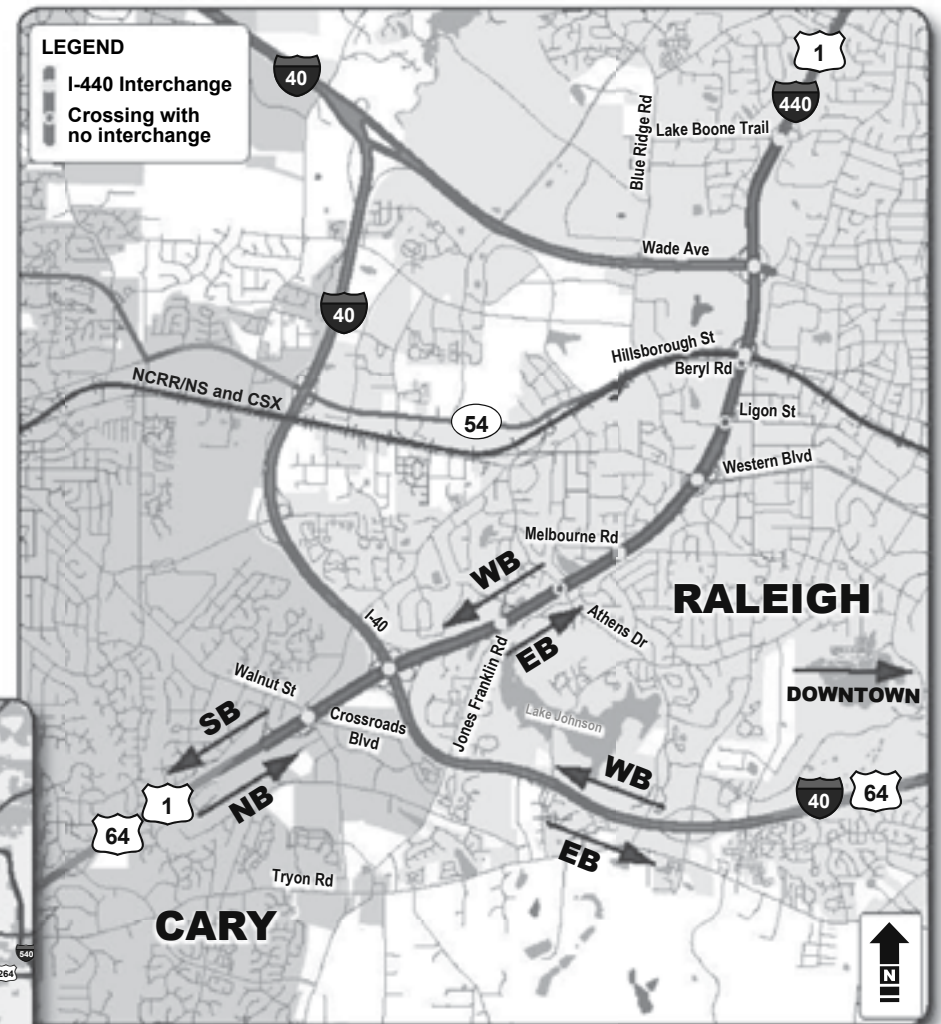 LEGEND
I-440 Interchange
Crossing with
no interchange
40
1
440
Lake Boone Trail
Blue Ridge Rd
Wade Ave
40
Hillsborough St
Beryl Rd
NCRR/NS and CSX
54
Ligon St
Western Blvd
Melbourne Rd
WB
RALEIGH
I-40
Athens Dr
EB
Jones Franklin Rd
Walnut St
DOWNTOWN
Lake Johnson
Crossroads
Blvd
SB
WB
NB
1
64
40
64
EB
Tryon Rd
CARY
540
264
N